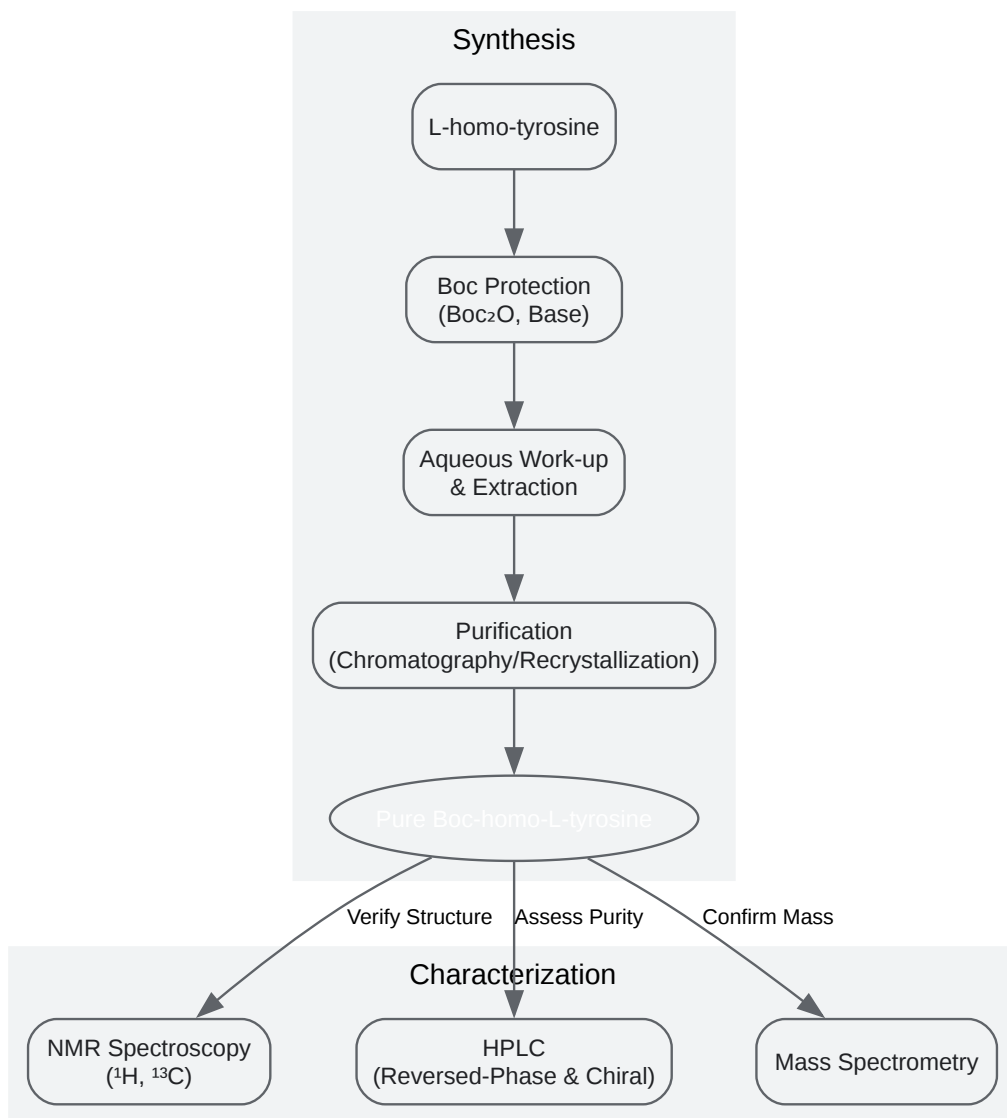 Synthesis
L-homo-tyrosine
Boc Protection
(Boc₂O, Base)
Aqueous Work-up
& Extraction
Purification
(Chromatography/Recrystallization)
Pure Boc-homo-L-tyrosine
Verify Structure
Assess Purity
Confirm Mass
Characterization
NMR Spectroscopy
(¹H, ¹³C)
HPLC
(Reversed-Phase & Chiral)
Mass Spectrometry